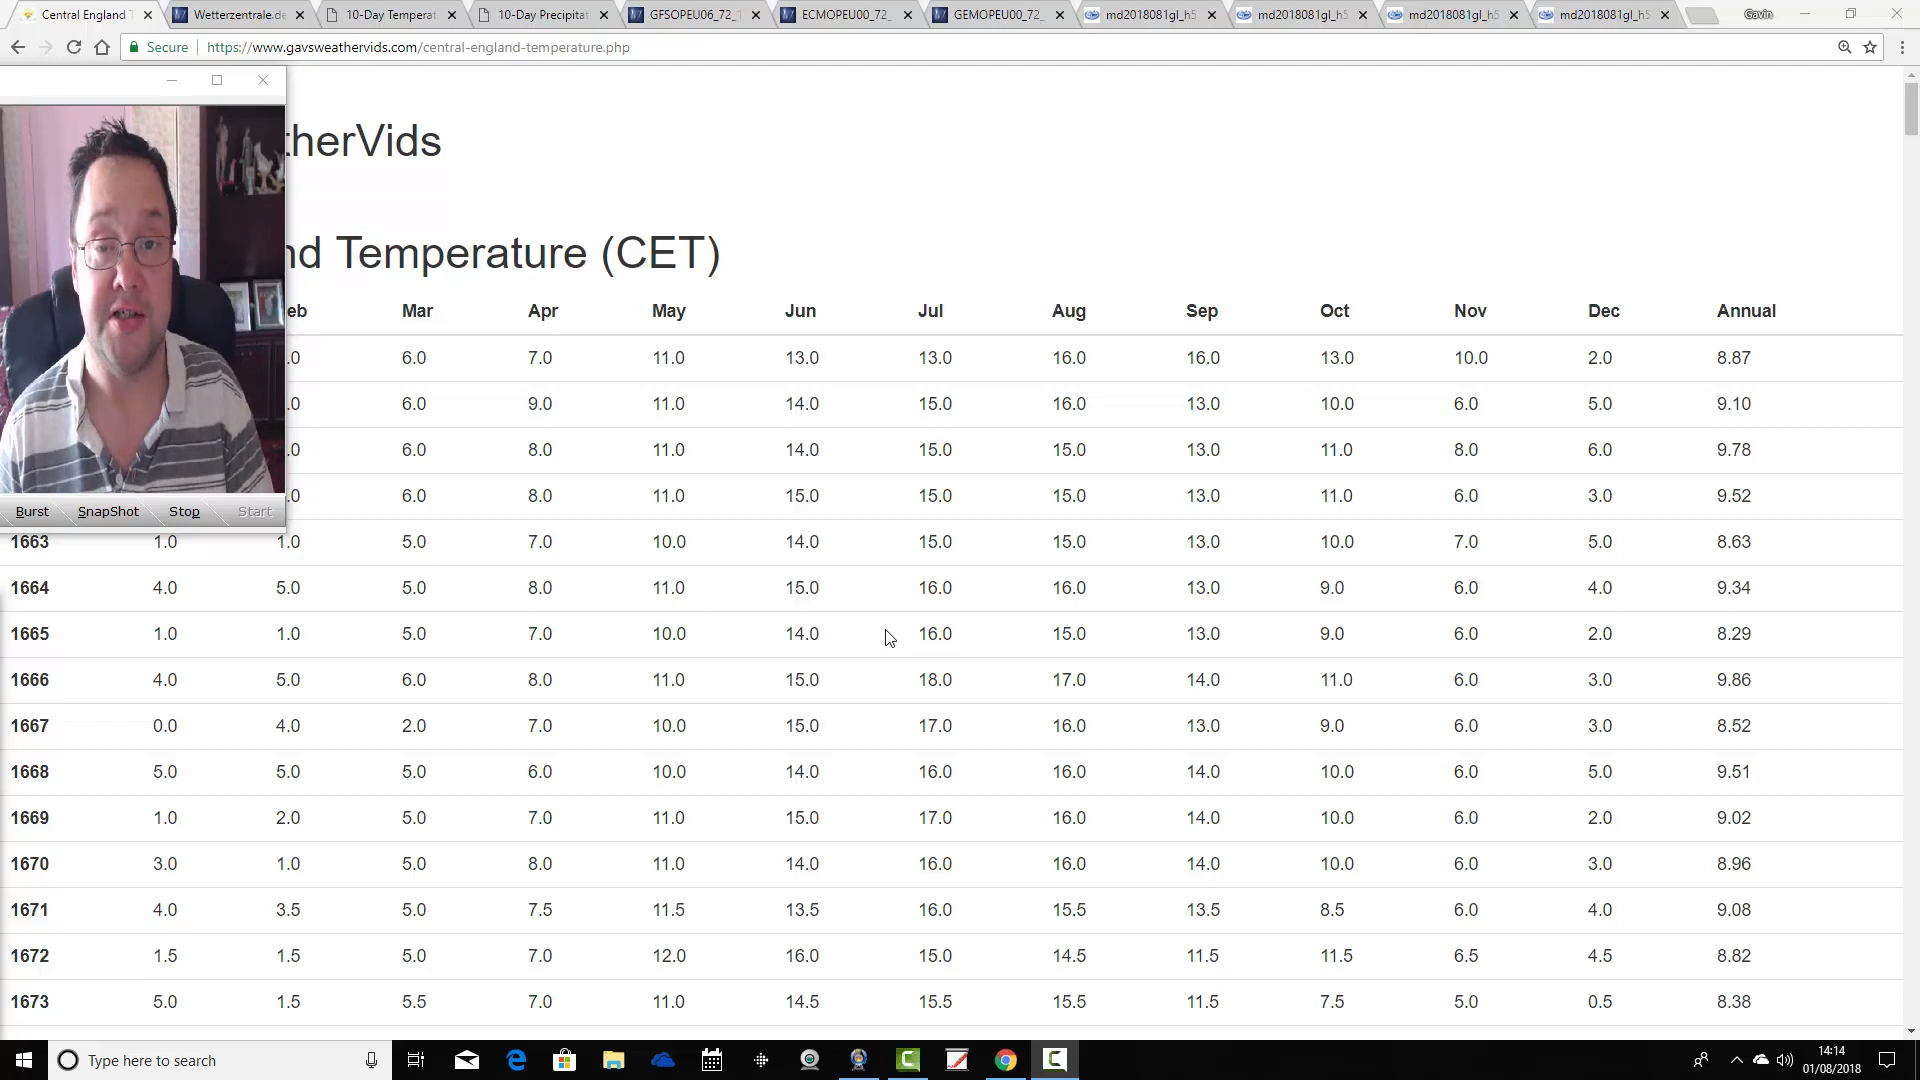 Central England T
Wetterzentrale.de
10-Day Temperat
10-Day Precipitat
GFSOPEU06_72_
ECMOPEU00_72_
GEMOPEU00_72_
md2018081gl_h5
md2018081gl_h5
md2018081gl_h5
md2018081gl_h5
Gavin
Secure | https://www.gavsweathervids.com/central-england-temperature.php
therVids
nd Temperature (CET)
eb Mar Apr May Jun Jul Aug Sep Oct Nov Dec Annual
.0 6.0 7.0 11.0 13.0 13.0 16.0 16.0 13.0 10.0 2.0 8.87
.0 6.0 9.0 11.0 14.0 15.0 16.0 13.0 10.0 6.0 5.0 9.10
.0 6.0 8.0 11.0 14.0 15.0 15.0 13.0 11.0 8.0 6.0 9.78
.0 6.0 8.0 11.0 15.0 15.0 15.0 13.0 11.0 6.0 3.0 9.52
Burst SnapShot Stop Start
1663 1.0 1.0 5.0 7.0 10.0 14.0 15.0 15.0 13.0 10.0 7.0 5.0 8.63
1664 4.0 5.0 5.0 8.0 11.0 15.0 16.0 16.0 13.0 9.0 6.0 4.0 9.34
1665 1.0 1.0 5.0 7.0 10.0 14.0 16.0 15.0 13.0 9.0 6.0 2.0 8.29
1666 4.0 5.0 6.0 8.0 11.0 15.0 18.0 17.0 14.0 11.0 6.0 3.0 9.86
1667 0.0 4.0 2.0 7.0 10.0 15.0 17.0 16.0 13.0 9.0 6.0 3.0 8.52
1668 5.0 5.0 5.0 6.0 10.0 14.0 16.0 16.0 14.0 10.0 6.0 5.0 9.51
1669 1.0 2.0 5.0 7.0 11.0 15.0 17.0 16.0 14.0 10.0 6.0 2.0 9.02
1670 3.0 1.0 5.0 8.0 11.0 14.0 16.0 16.0 14.0 10.0 6.0 3.0 8.96
1671 4.0 3.5 5.0 7.5 11.5 13.5 16.0 15.5 13.5 8.5 6.0 4.0 9.08
1672 1.5 1.5 5.0 7.0 12.0 16.0 15.0 14.5 11.5 11.5 6.5 4.5 8.82
1673 5.0 1.5 5.5 7.0 11.0 14.5 15.5 15.5 11.5 7.5 5.0 0.5 8.38
Type here to search
14:14
01/08/2018